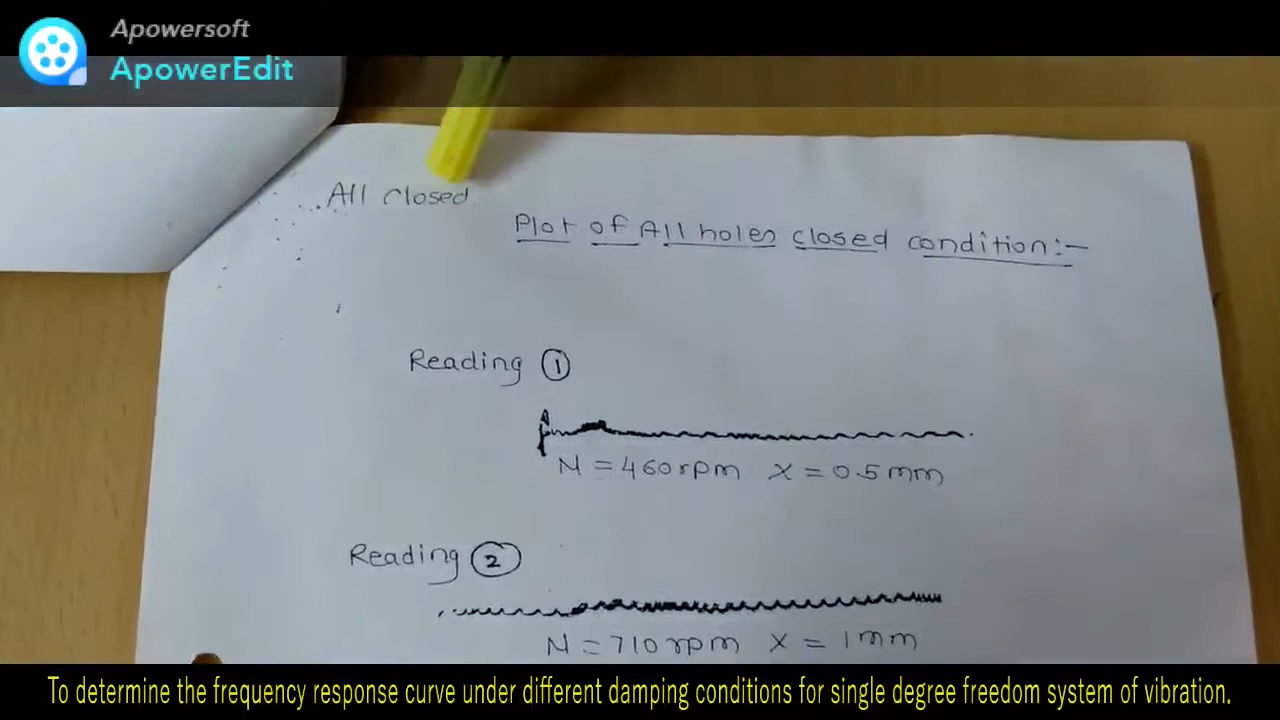 Apowersoft
ApowerEdit
All closed
Plot of All holes closed condition:-
Reading ①
N = 460 rpm X = 0.5 mm
Reading ②
N = 710 rpm X = 1 mm
To determine the frequency response curve under different damping conditions for single degree freedom system of vibration.